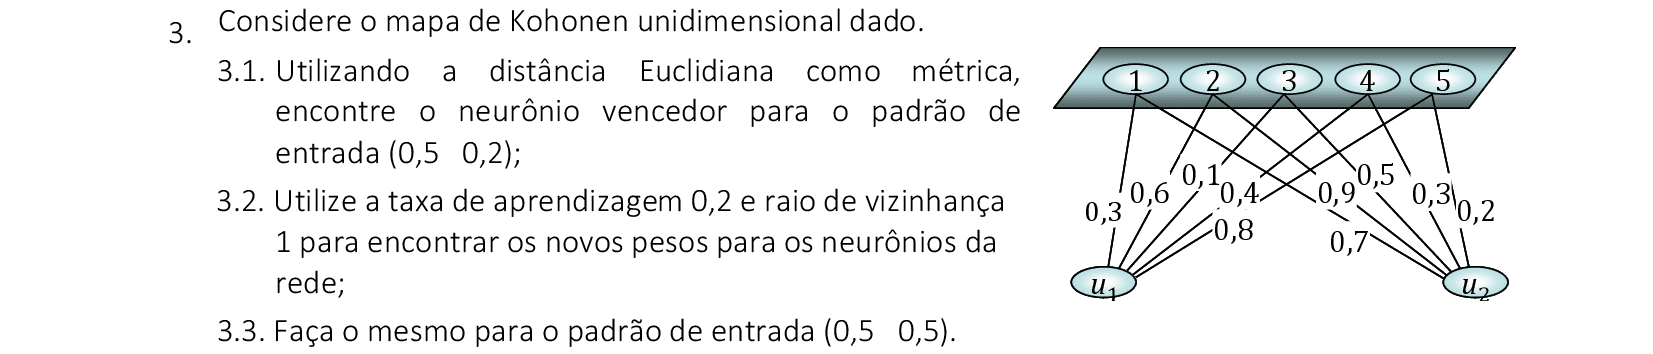 3. Considere o mapa de Kohonen unidimensional dado.
3.1. Utilizando a distância Euclidiana como métrica,
encontre o neurônio vencedor para o padrão de
entrada (0,5 0,2);
3.2. Utilize a taxa de aprendizagem 0,2 e raio de vizinhança
1 para encontrar os novos pesos para os neurônios da
rede;
3.3. Faça o mesmo para o padrão de entrada (0,5 0,5).
1 2 3 4 5
0,3 0,6 0,1 0,4 0,8 0,7 0,9 0,5 0,3 0,2
u₁ u₂